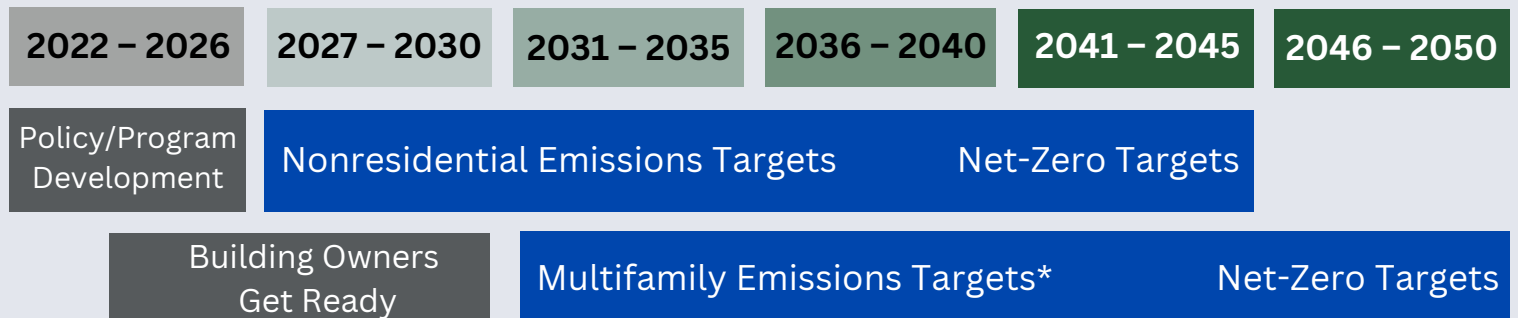 2022 – 2026
2027 – 2030
2031 – 2035
2036 – 2040
2041 – 2045
2046 – 2050
Policy/Program
Development
Nonresidential Emissions Targets
Net-Zero Targets
Building Owners
Get Ready
Multifamily Emissions Targets*
Net-Zero Targets